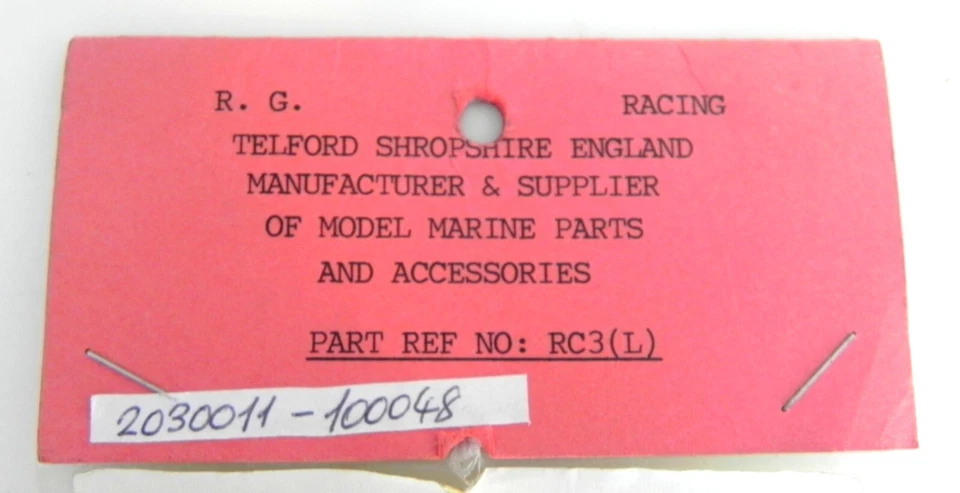 R. G. RACING
TELFORD SHROPSHIRE ENGLAND
MANUFACTURER & SUPPLIER
OF MODEL MARINE PARTS
AND ACCESSORIES
PART REF NO: RC3(L)
2030011-100048